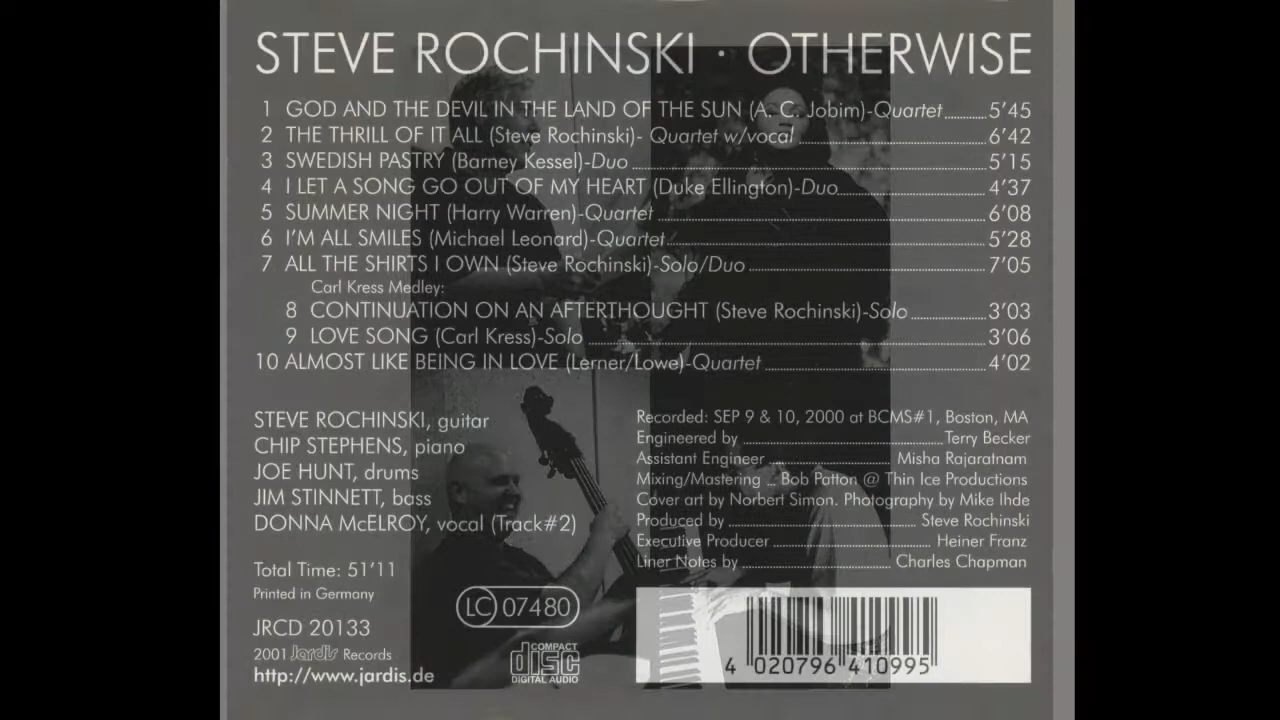 STEVE ROCHINSKI · OTHERWISE
1 GOD AND THE DEVIL IN THE LAND OF THE SUN (A. C. Jobim)-Quartet 5'45
2 THE THRILL OF IT ALL (Steve Rochinski)- Quartet w/vocal 6'42
3 SWEDISH PASTRY (Barney Kessel)-Duo 5'15
4 I LET A SONG GO OUT OF MY HEART (Duke Ellington)-Duo 4'37
5 SUMMER NIGHT (Harry Warren)-Quartet 6'08
6 I'M ALL SMILES (Michael Leonard)-Quartet 5'28
7 ALL THE SHIRTS I OWN (Steve Rochinski)-Solo/Duo 7'05
Carl Kress Medley:
8 CONTINUATION ON AN AFTERTHOUGHT (Steve Rochinski)-Solo 3'03
9 LOVE SONG (Carl Kress)-Solo 3'06
10 ALMOST LIKE BEING IN LOVE (Lerner/Lowe)-Quartet 4'02
STEVE ROCHINSKI, guitar
CHIP STEPHENS, piano
JOE HUNT, drums
JIM STINNETT, bass
DONNA McELROY, vocal (Track#2)
Total Time: 51'11
Printed in Germany
JRCD 20133
2001 Jardis Records
http://www.jardis.de
LC 07480
COMPACT
disc
DIGITAL AUDIO
Recorded: SEP 9 & 10, 2000 at BCMS#1, Boston, MA
Engineered by Terry Becker
Assistant Engineer Misha Rajaratnam
Mixing/Mastering ... Bob Patton @ Thin Ice Productions
Cover art by Norbert Simon. Photography by Mike Ihde
Produced by Steve Rochinski
Executive Producer Heiner Franz
Liner Notes by Charles Chapman
4 020796 410995